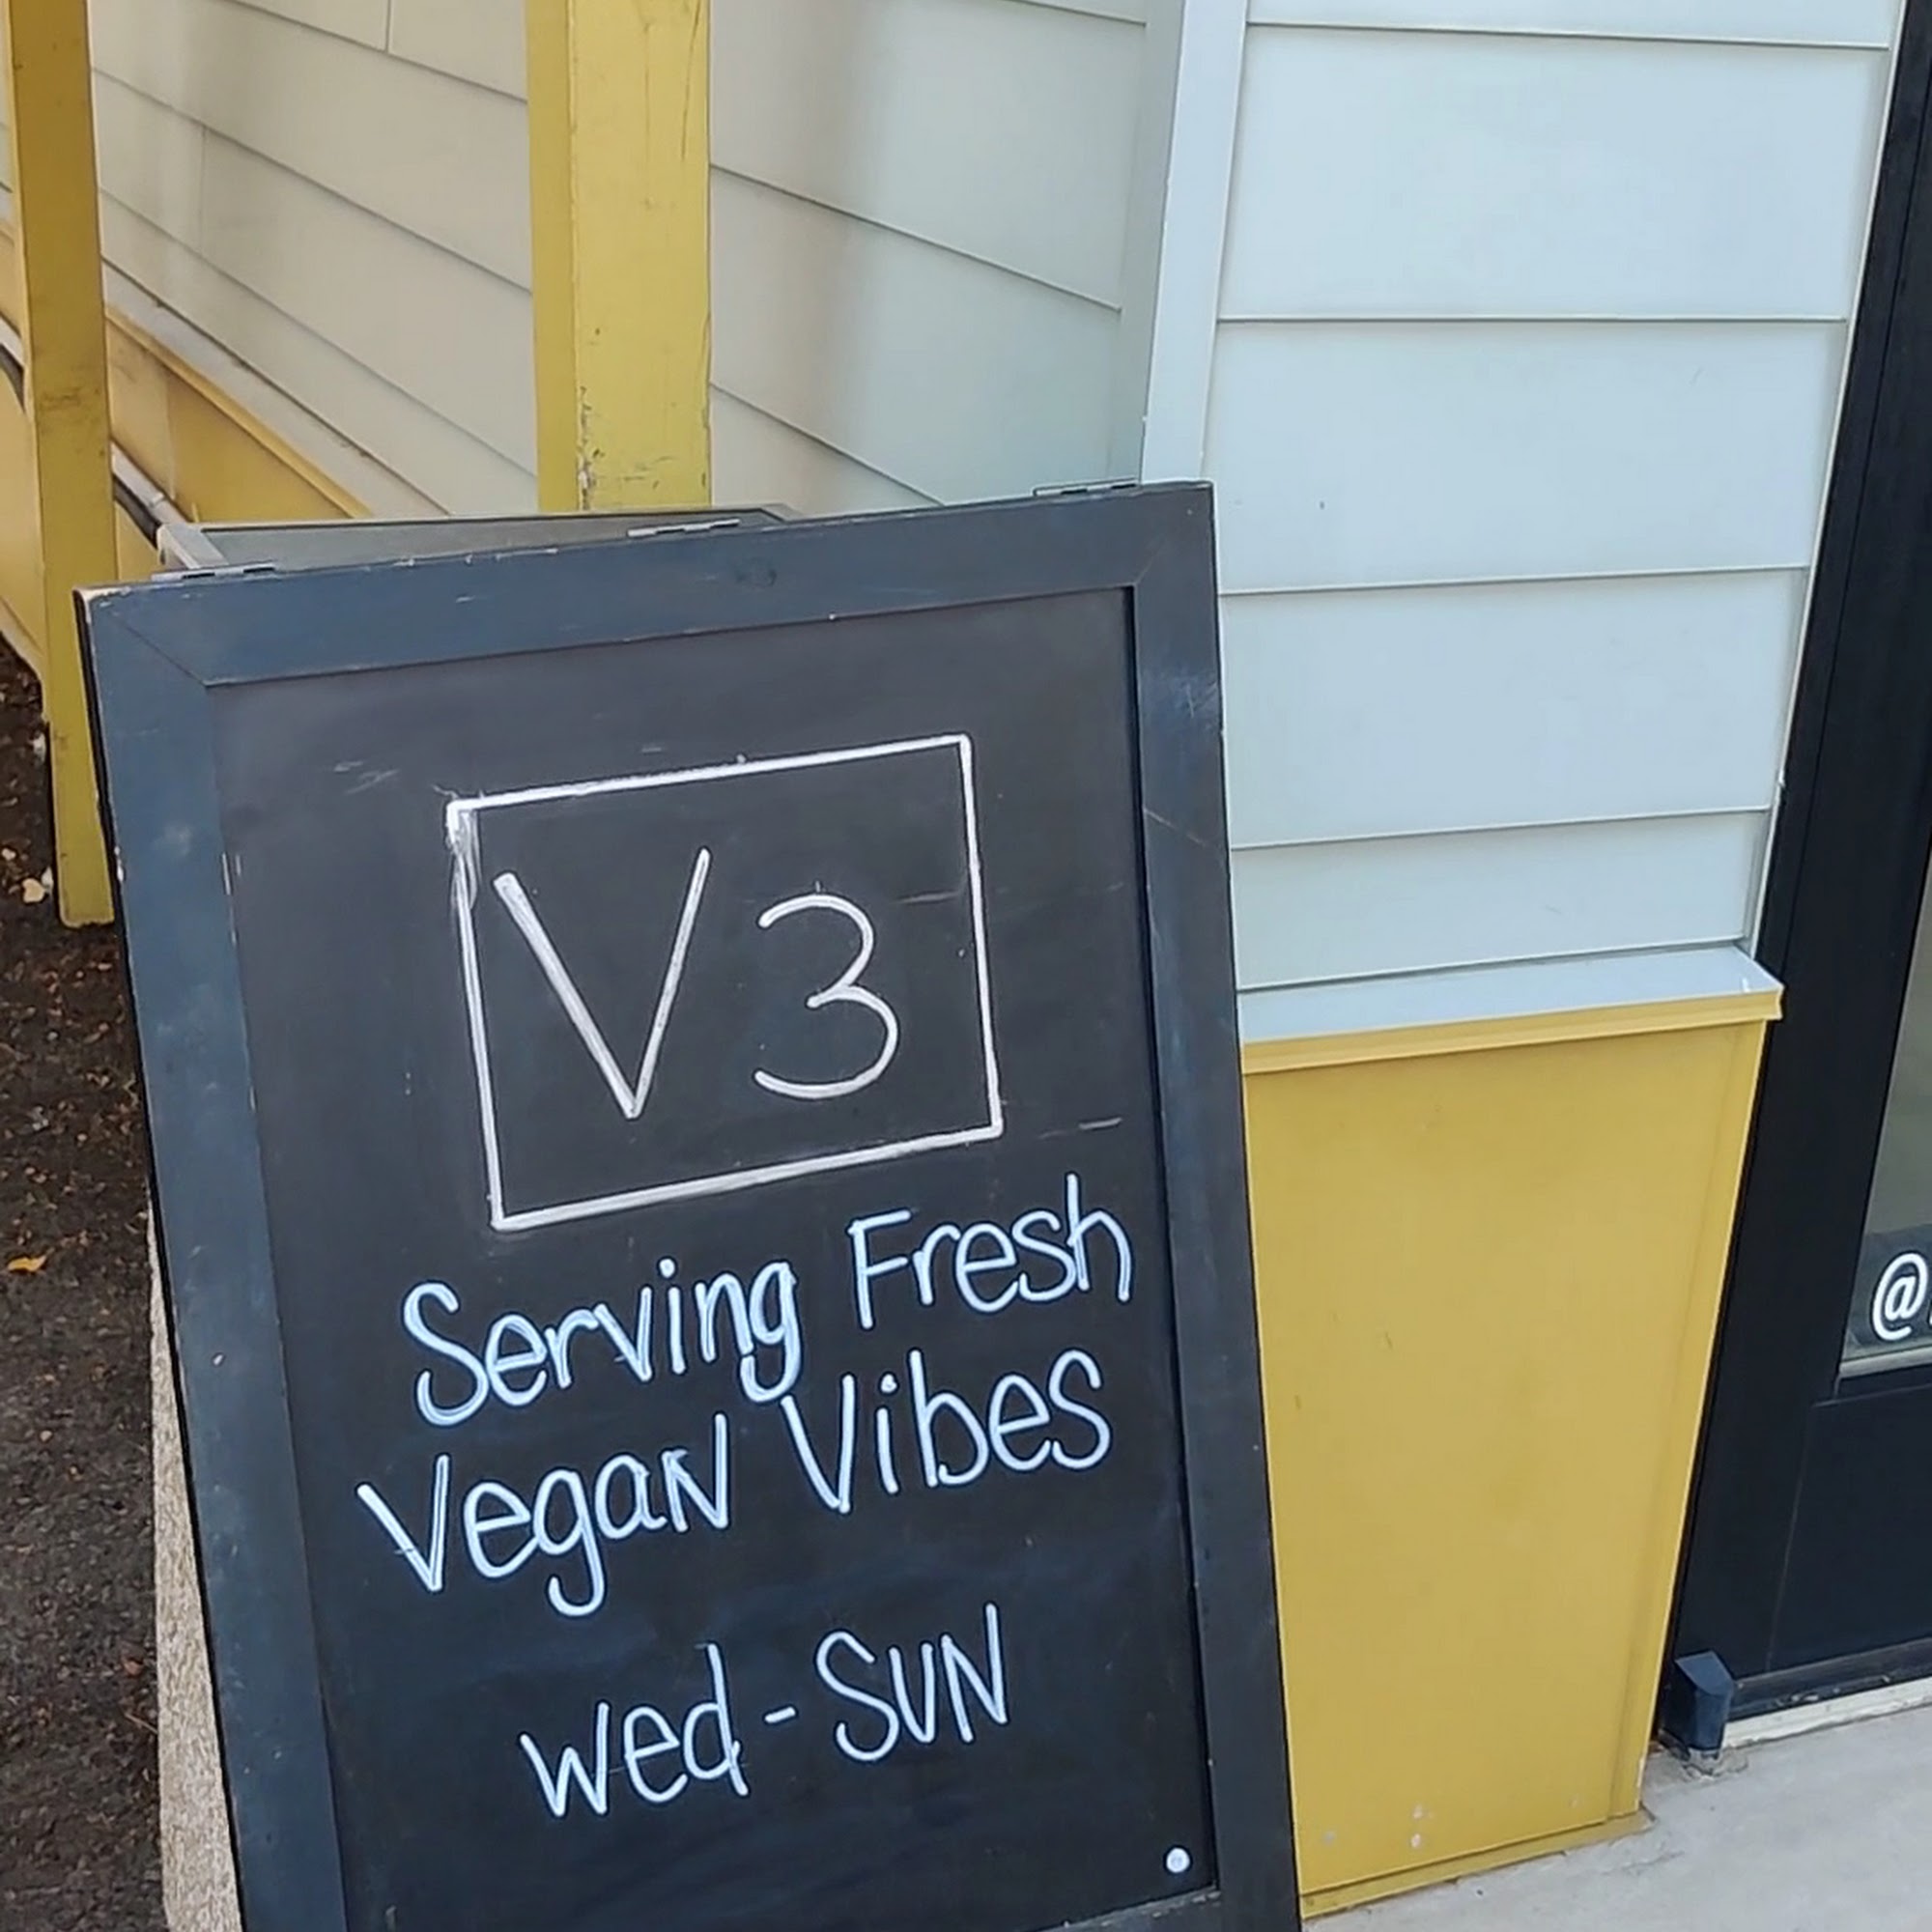 V3
Serving Fresh
Vegan Vibes
Wed - SUN
@